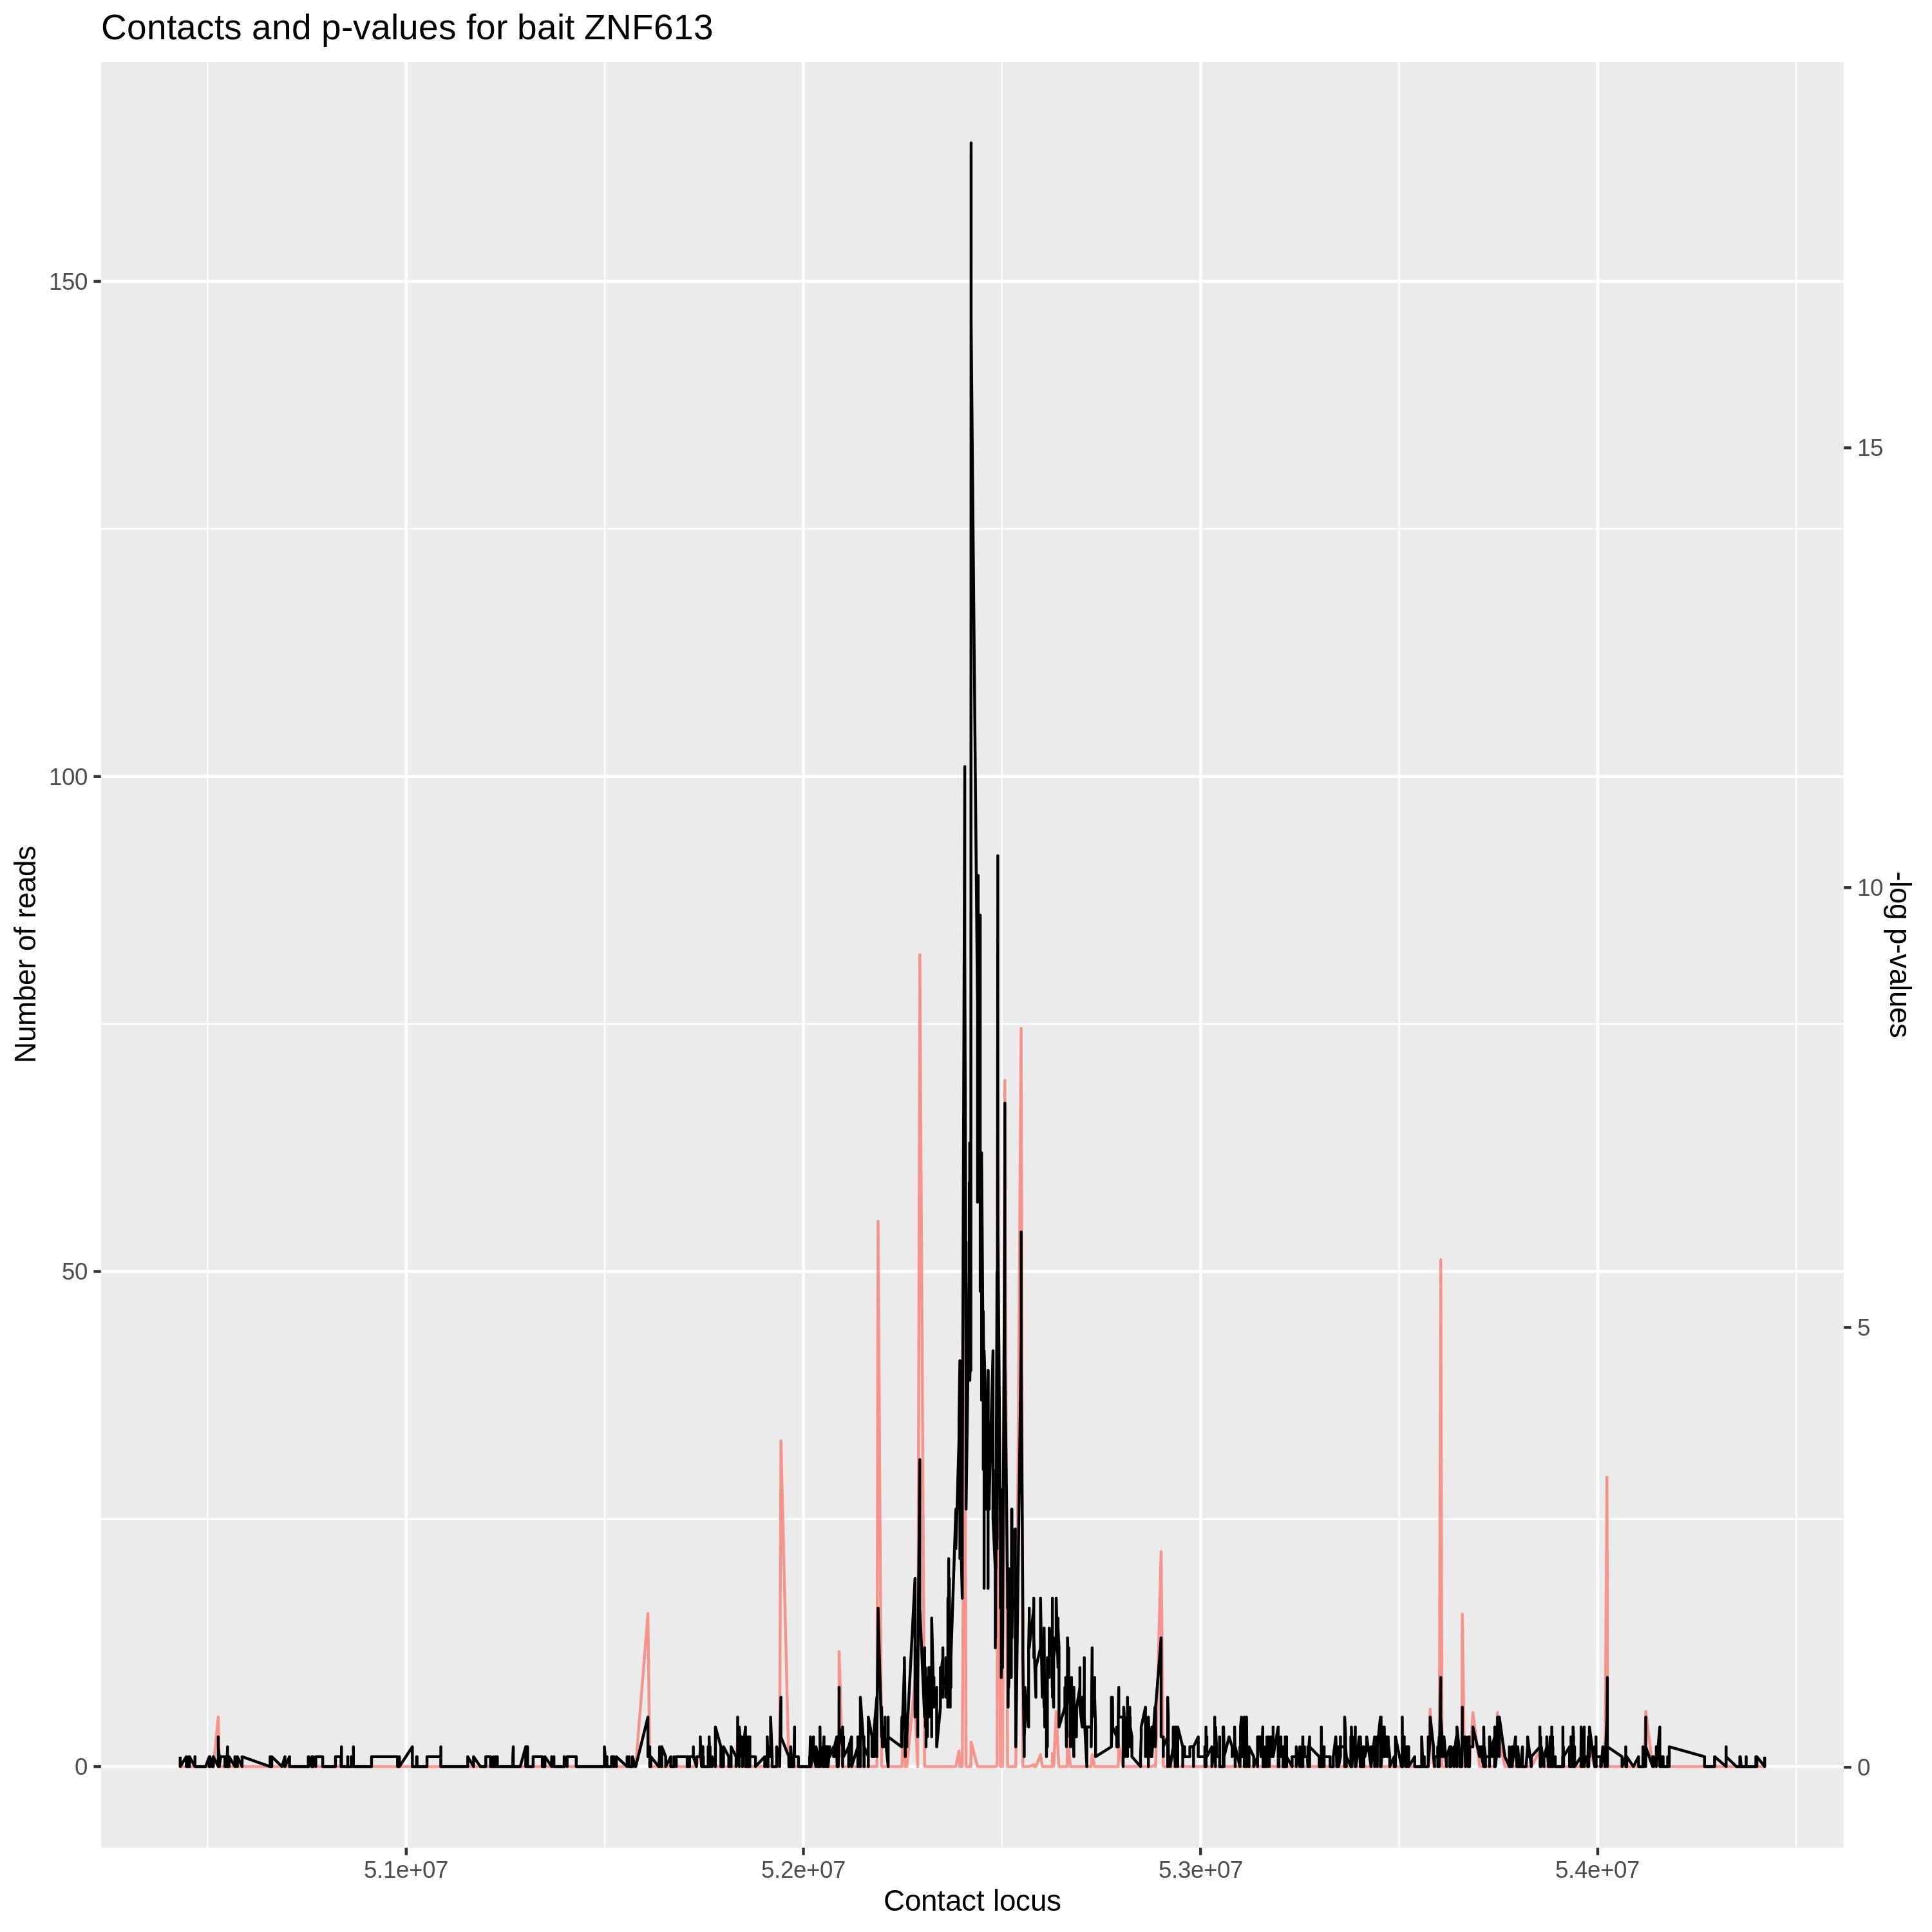 Contacts and p-values for bait ZNF613
150
100
50
0
Number of reads
15
10
5
0
-log p-values
5.1e+07
5.2e+07
5.3e+07
5.4e+07
Contact locus